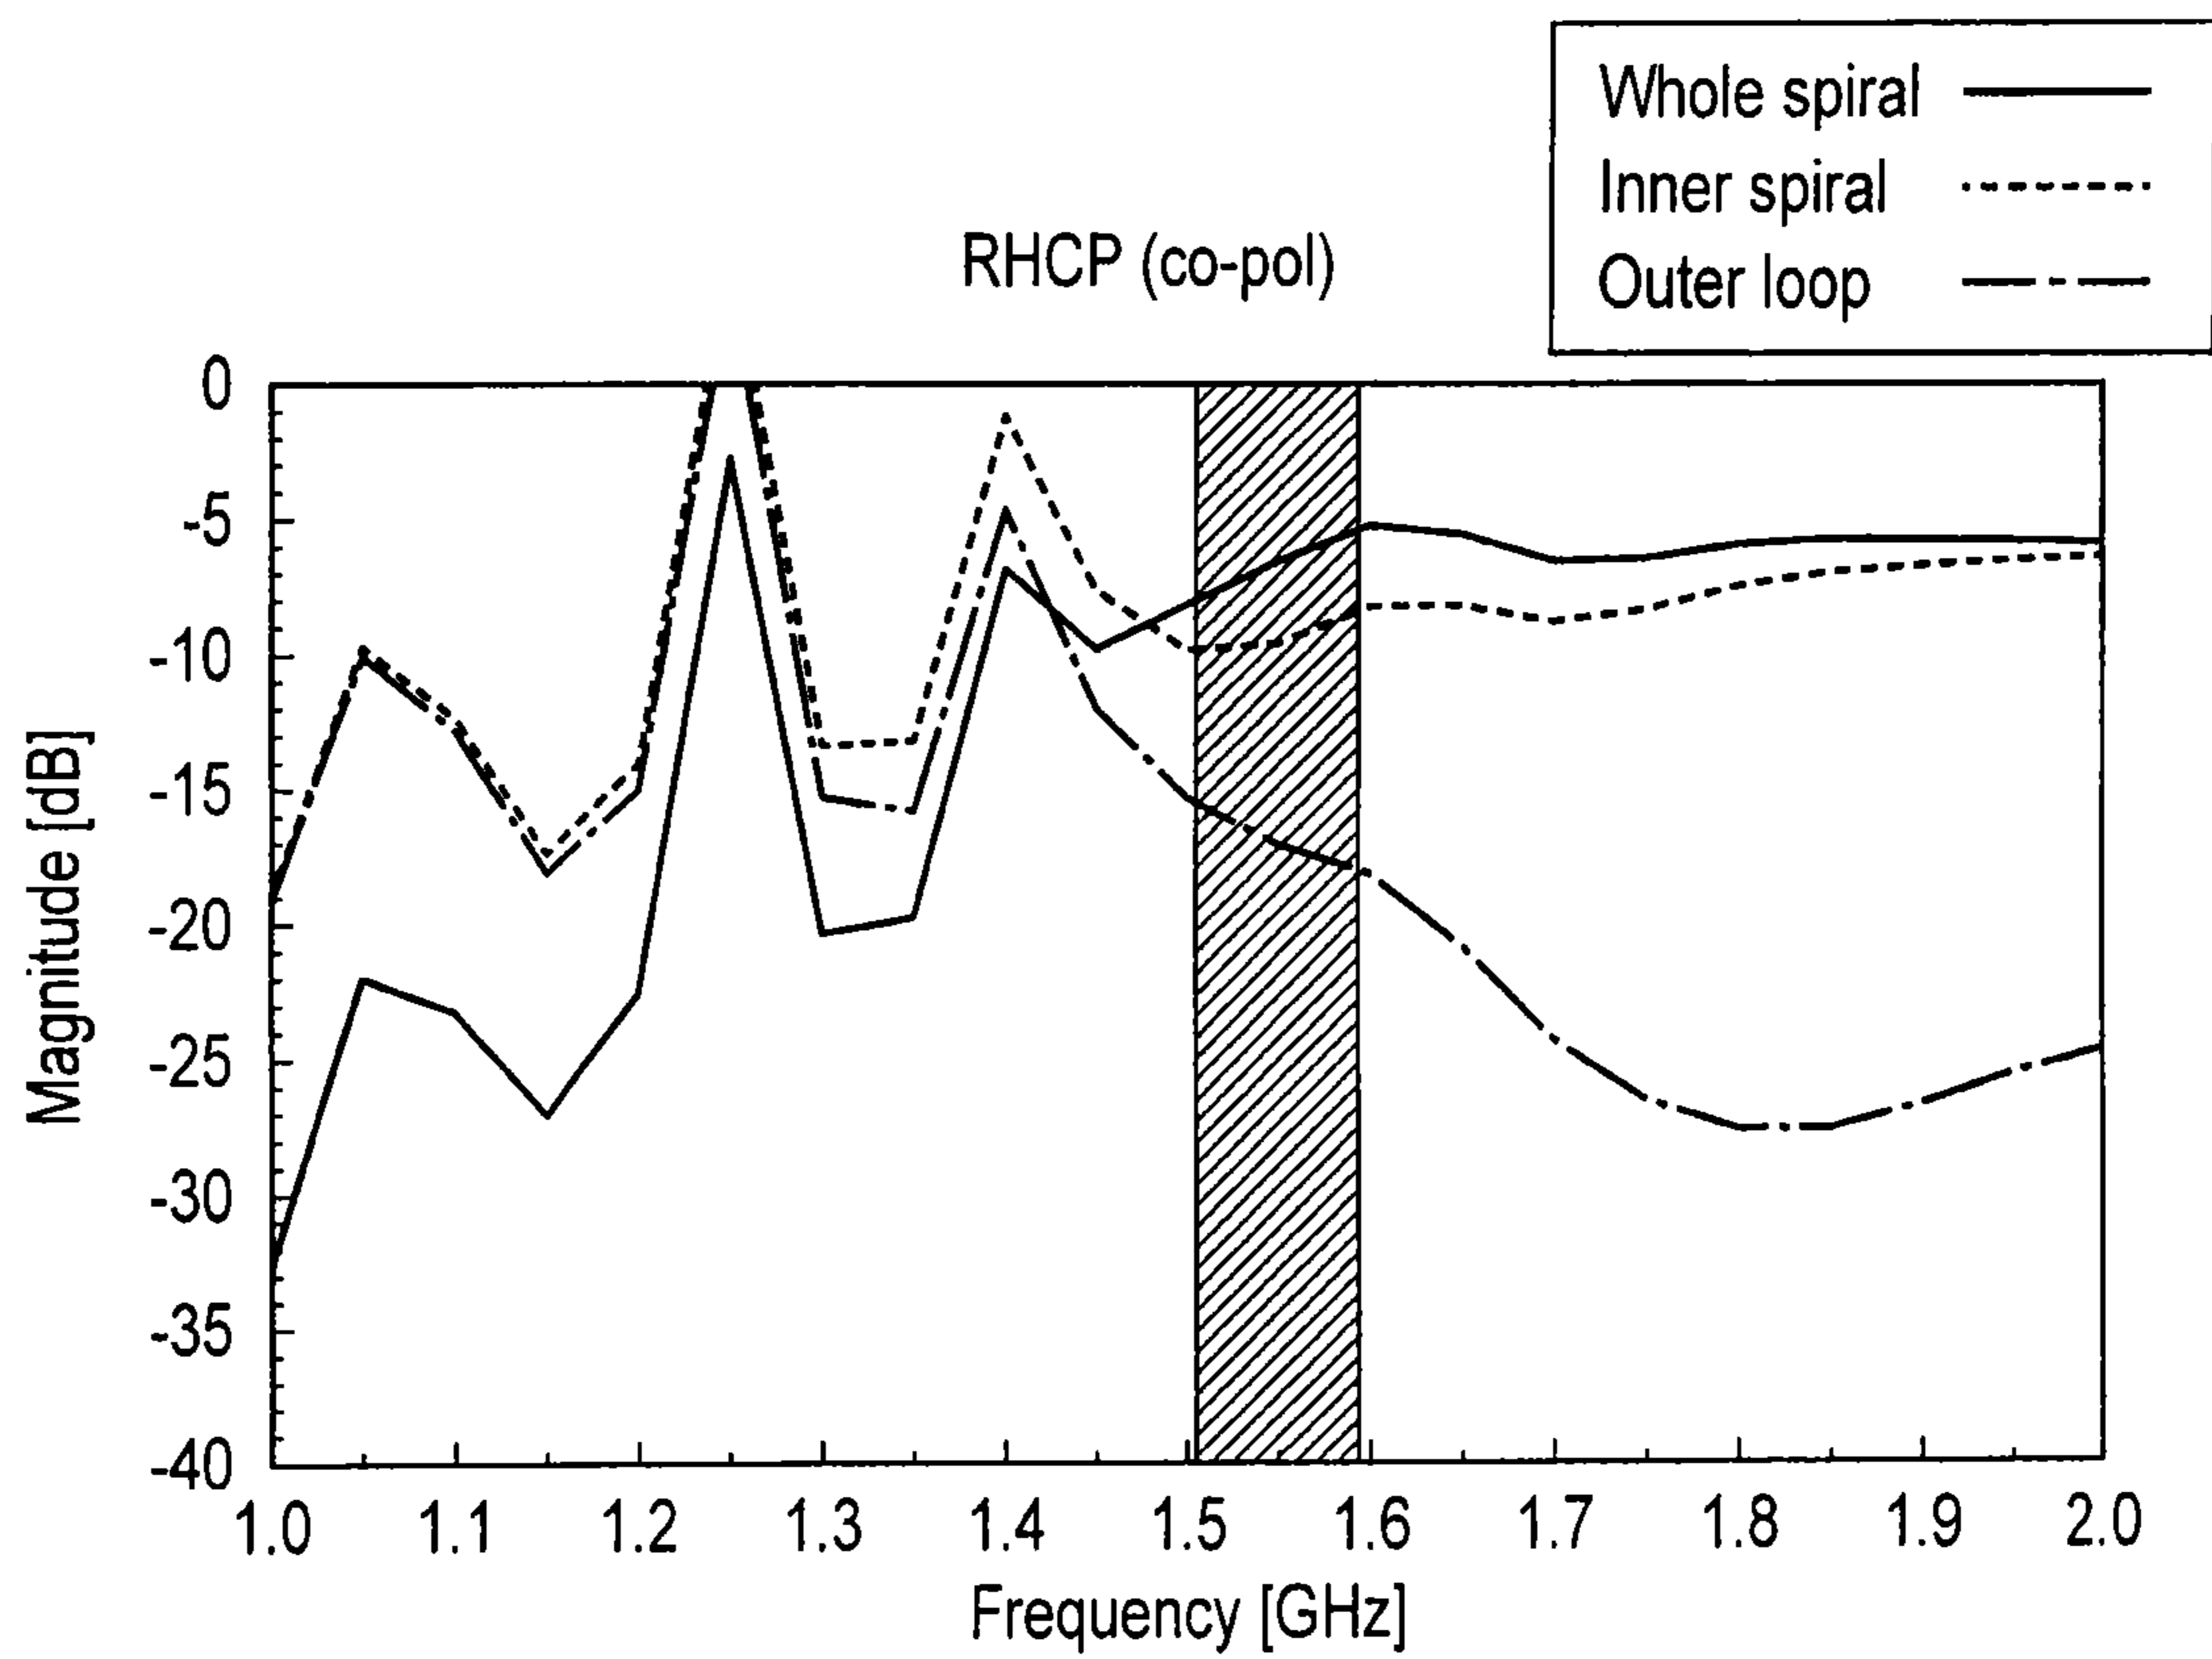 Whole spiral
Inner spiral
Outer loop
RHCP (co-pol)
0
-5
-10
-15
-20
-25
-30
-35
-40
Magnitude [dB]
1.0 1.1 1.2 1.3 1.4 1.5 1.6 1.7 1.8 1.9 2.0
Frequency [GHz]